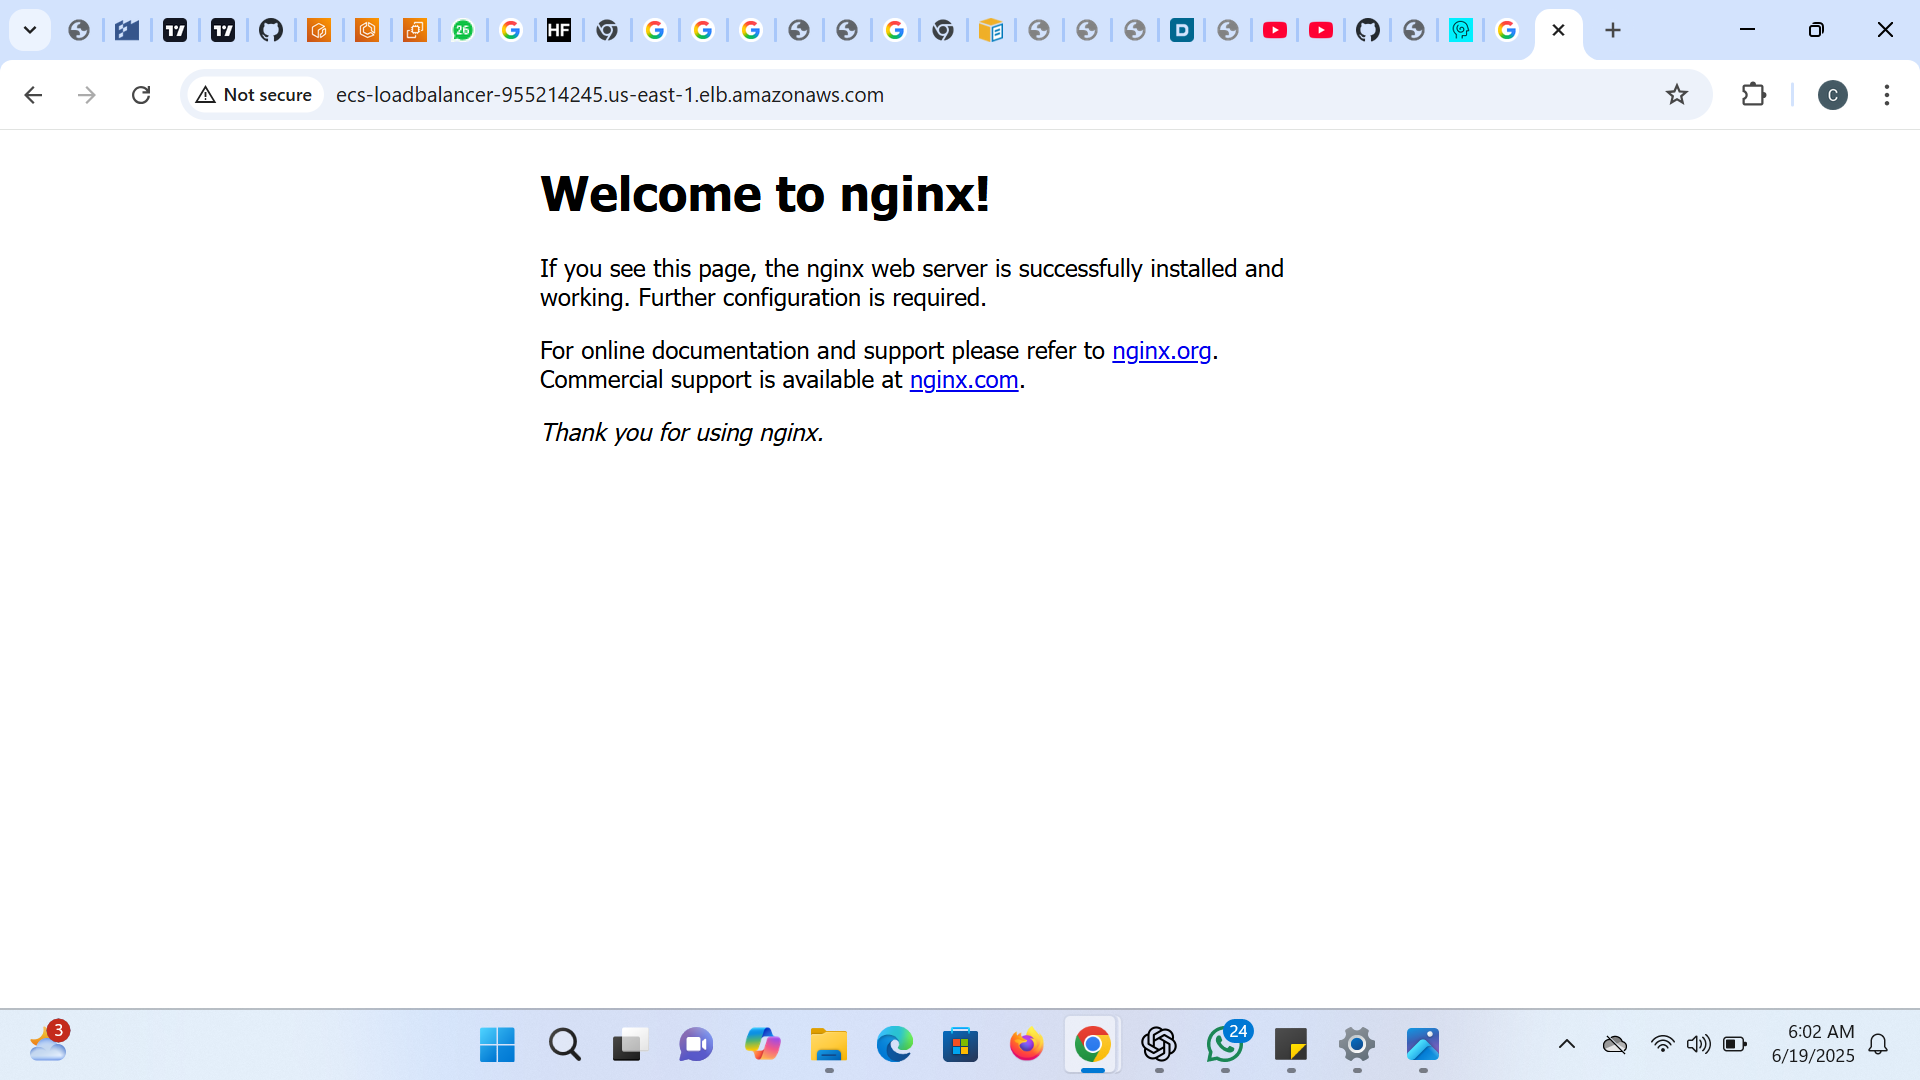 26
HF
D
Not secure
ecs-loadbalancer-955214245.us-east-1.elb.amazonaws.com
C
Welcome to nginx!
If you see this page, the nginx web server is successfully installed and
working. Further configuration is required.
For online documentation and support please refer to nginx.org.
Commercial support is available at nginx.com.
Thank you for using nginx.
3
24
6:02 AM
6/19/2025